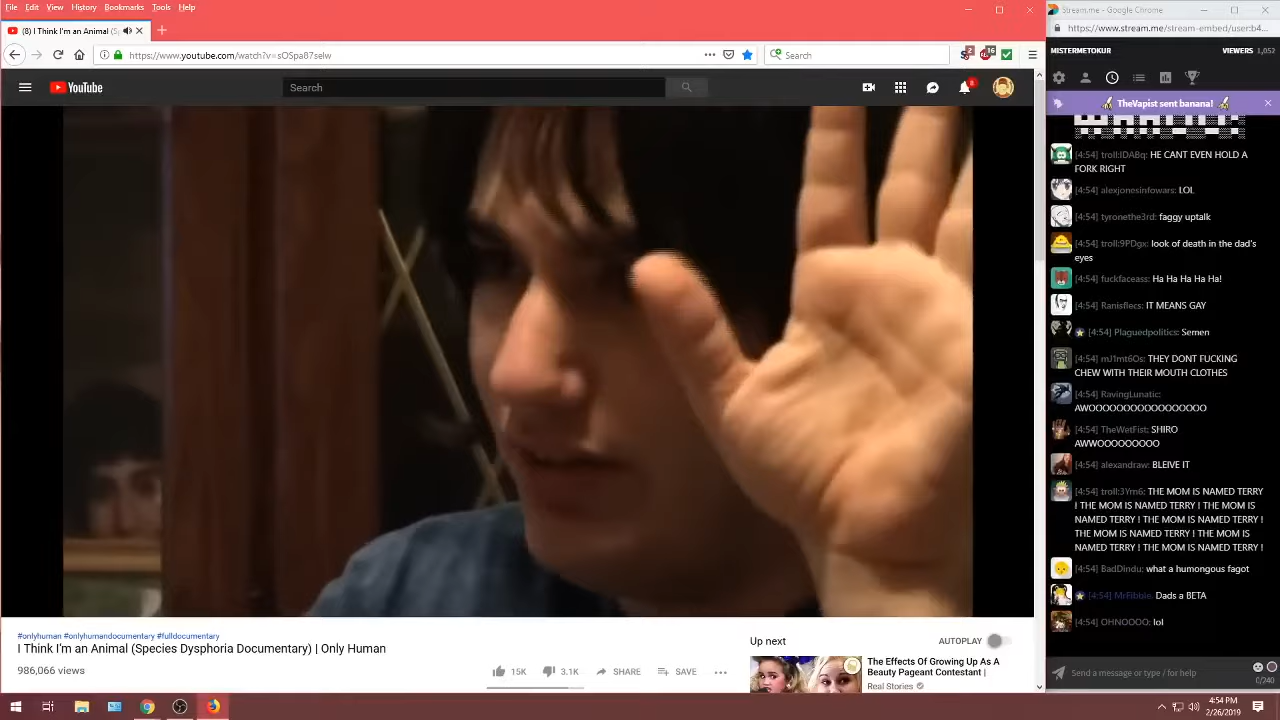 File Edit View History Bookmarks Tools Help
(8) I Think I'm an Animal (Sp
https://www.youtube.com/watch?v=sOSpa87selw
Search
2
16
YouTube
Search
8
#onlyhuman #onlyhumandocumentary #fulldocumentary
I Think I'm an Animal (Species Dysphoria Documentary) | Only Human
986,066 views
15K 3.1K SHARE SAVE
Up next
AUTOPLAY
The Effects Of Growing Up As A
Beauty Pageant Contestant |
Real Stories
Stream.me - Google Chrome
https://www.stream.me/stream-embed/user:b4...
MISTERMETOKUR
VIEWERS 1,052
TheVapist sent banana!
[4:54] troll:IDABq: HE CANT EVEN HOLD A
FORK RIGHT
[4:54] alexjonesinfowars: LOL
[4:54] tyronethe3rd: faggy uptalk
[4:54] troll:9PDgx: look of death in the dad's
eyes
[4:54] fuckfaceass: Ha Ha Ha Ha Ha!
[4:54] Ranisflecs: IT MEANS GAY
[4:54] Plaguedpolitics: Semen
[4:54] mJ1mt6Os: THEY DONT FUCKING
CHEW WITH THEIR MOUTH CLOTHES
[4:54] RavingLunatic:
AWOOOOOOOOOOOOOOOOO
[4:54] TheWetFist: SHIRO
AWWOOOOOOOOO
[4:54] alexandraw: BLEIVE IT
[4:54] troll:3Ym6: THE MOM IS NAMED TERRY
! THE MOM IS NAMED TERRY ! THE MOM IS
NAMED TERRY ! THE MOM IS NAMED TERRY !
THE MOM IS NAMED TERRY ! THE MOM IS
NAMED TERRY ! THE MOM IS NAMED TERRY !
[4:54] BadDindu: what a humongous fagot
[4:54] MrFibbie: Dads a BETA
[4:54] OHNOOOO: lol
Send a message or type / for help
0/240
4:54 PM
2/26/2019